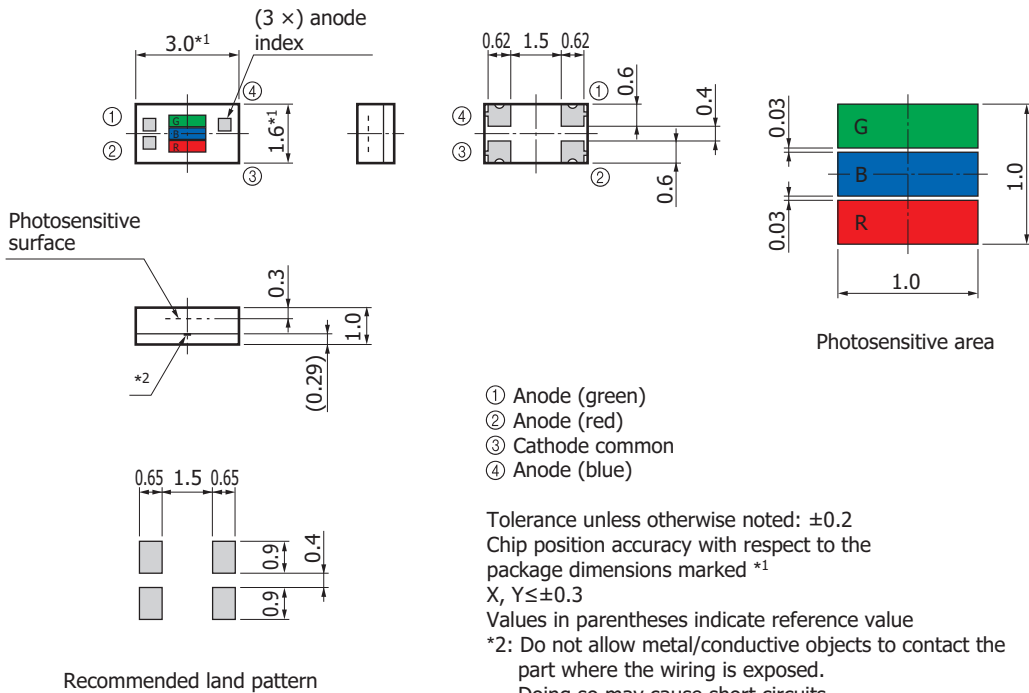 (3 ×) anode
index
3.0*1
④
①
②
③
G
B
R
1.6*1
0.62 1.5 0.62
①
④
③
②
0.6
0.4
0.6
0.03
0.03
G
B
R
1.0
1.0
Photosensitive area
Photosensitive
surface
0.3
1.0
(0.29)
*2
① Anode (green)
② Anode (red)
③ Cathode common
④ Anode (blue)
0.65 1.5 0.65
0.9
0.4
0.9
Recommended land pattern
Tolerance unless otherwise noted: ±0.2
Chip position accuracy with respect to the
package dimensions marked *1
X, Y≤±0.3
Values in parentheses indicate reference value
*2: Do not allow metal/conductive objects to contact the
part where the wiring is exposed.
Doing so may cause short circuits